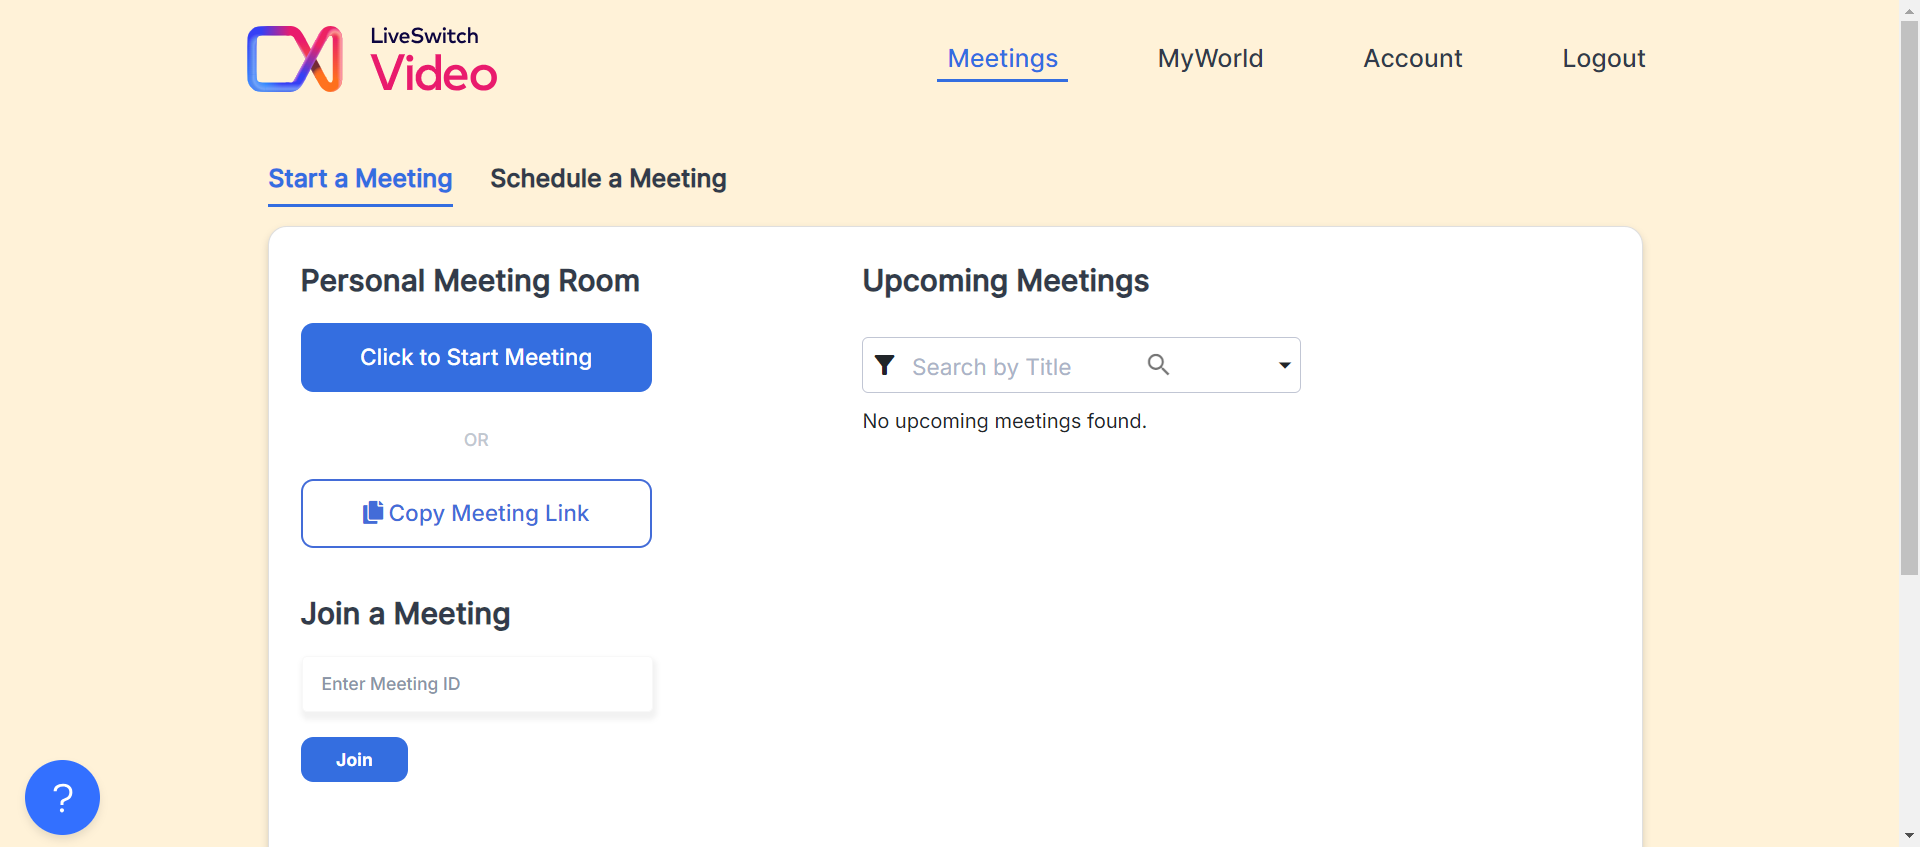 LiveSwitch
Video
Meetings
MyWorld
Account
Logout
Start a Meeting
Schedule a Meeting
Personal Meeting Room
Click to Start Meeting
OR
Copy Meeting Link
Join a Meeting
Enter Meeting ID
Join
Upcoming Meetings
Search by Title
No upcoming meetings found.
?